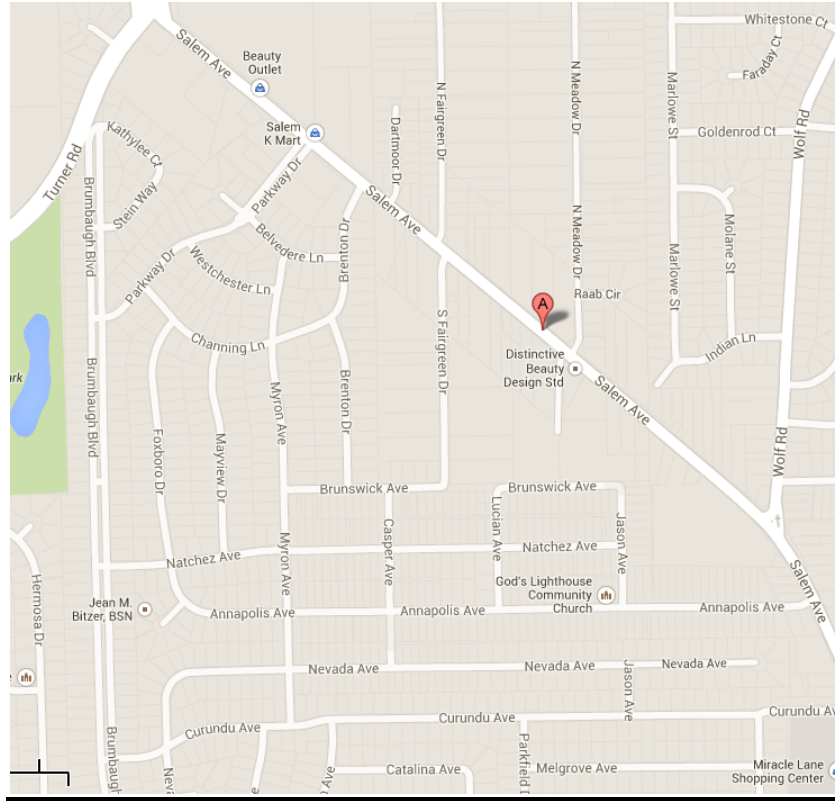 Whitestone Ct
Salem Ave
Beauty
Outlet
N Fairgreen Dr
N Meadow Dr
Marlowe St
Faraday Ct
Wolf Rd
Kathylee Ct
Salem
K Mart
Dartmoor Dr
Goldenrod Ct
Turner Rd
Brumbaugh Blvd
Stein Way
Parkway Dr
Salem Ave
Belvedere Ln
Brenton Dr
N Meadow Dr
Marlowe St
Molane St
Parkway Dr
Westchester Ln
Raab Cir
A
Channing Ln
S Fairgreen Dr
Indian Ln
Distinctive
Beauty
Design Std
Salem Ave
ark
Brumbaugh Blvd
Foxboro Dr
Mayview Dr
Myron Ave
Brenton Dr
Wolf Rd
Brunswick Ave
Brunswick Ave
Casper Ave
Lucian Ave
Jason Ave
Natchez Ave
Myron Ave
Natchez Ave
Hermosa Dr
Jean M.
Bitzer, BSN
God's Lighthouse
Community
Church
Salem Ave
Annapolis Ave
Annapolis Ave
Annapolis Ave
Nevada Ave
Nevada Ave
Nevada Ave
Jason Ave
e
Curundu Ave
Curundu Ave
Curundu Av
Brumbaugh
Neva
Parkfield D
Catalina Ave
Melgrove Ave
Miracle Lane
Shopping Center